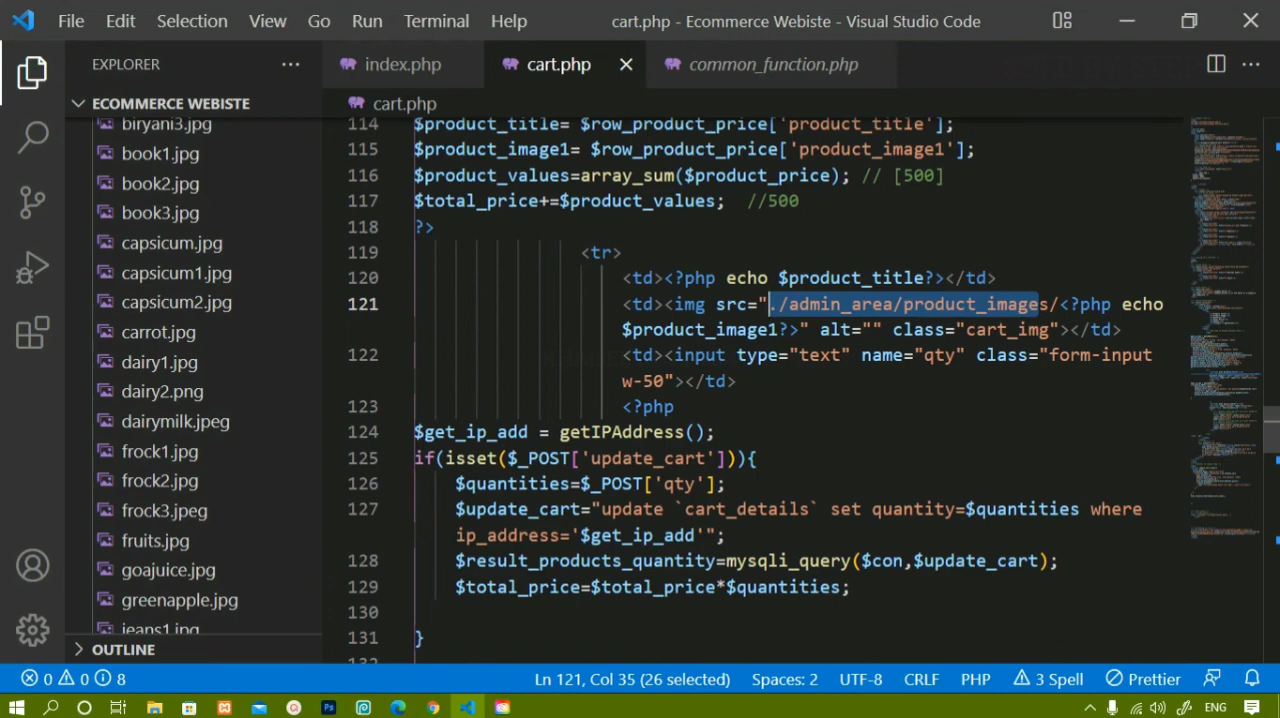 File Edit Selection View Go Run Terminal Help cart.php - Ecommerce Webiste - Visual Studio Code
EXPLORER
index.php cart.php common_function.php
ECOMMERCE WEBISTE
cart.php
biryani3.jpg
book1.jpg
book2.jpg
book3.jpg
capsicum.jpg
capsicum1.jpg
capsicum2.jpg
carrot.jpg
dairy1.jpg
dairy2.png
dairymilk.jpeg
frock1.jpg
frock2.jpg
frock3.jpeg
fruits.jpg
goajuice.jpg
greenapple.jpg
jeans1.jpg
OUTLINE
114 $product_title= $row_product_price['product_title'];
115 $product_image1= $row_product_price['product_image1'];
116 $product_values=array_sum($product_price); // [500]
117 $total_price+=$product_values; //500
118 ?>
119 <tr>
120 <td><?php echo $product_title?></td>
121 <td><img src="./admin_area/product_images/<?php echo
$product_image1?>" alt="" class="cart_img"></td>
122 <td><input type="text" name="qty" class="form-input
w-50"></td>
123 <?php
124 $get_ip_add = getIPAddress();
125 if(isset($_POST['update_cart'])){
126 $quantities=$_POST['qty'];
127 $update_cart="update `cart_details` set quantity=$quantities where
ip_address='$get_ip_add'";
128 $result_products_quantity=mysqli_query($con,$update_cart);
129 $total_price=$total_price*$quantities;
130
131 }
0 0 8 Ln 121, Col 35 (26 selected) Spaces: 2 UTF-8 CRLF PHP 3 Spell Prettier
ENG